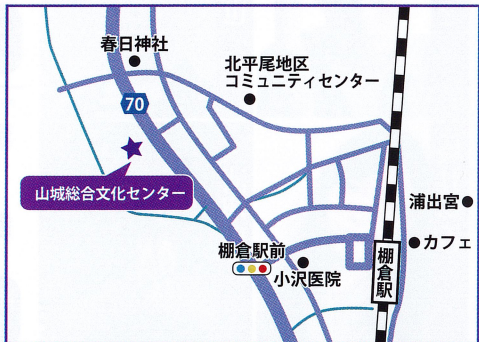 春日神社
北平尾地区
コミュニティセンター
70
山城総合文化センター
浦出宮
棚倉駅前
カフェ
小沢医院
棚倉駅